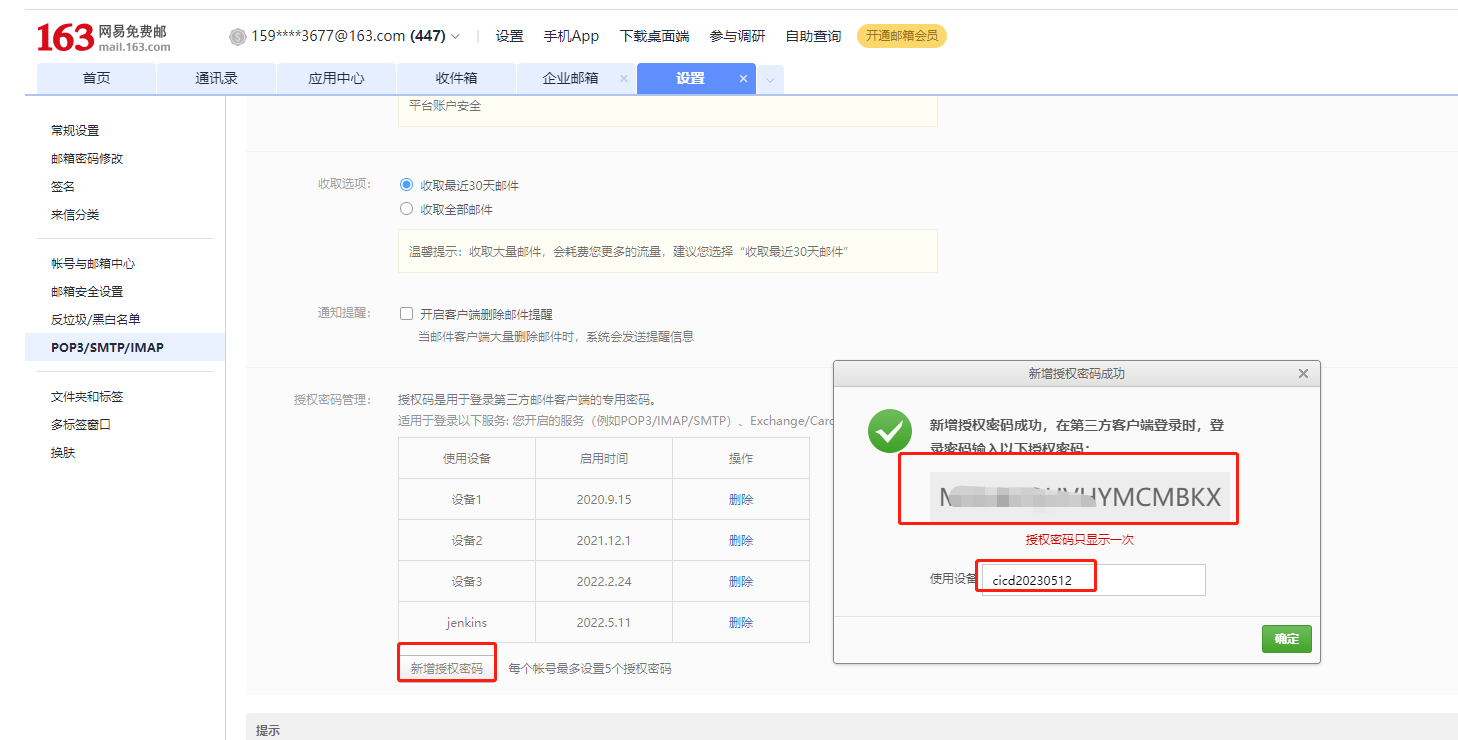 163 网易免费邮 mail.163.com
159****3677@163.com (447) 设置 手机App 下载桌面端 参与调研 自助查询 开通邮箱会员
首页 通讯录 应用中心 收件箱 企业邮箱 × 设置 ×
平台账户安全
常规设置
邮箱密码修改
签名
来信分类
帐号与邮箱中心
邮箱安全设置
反垃圾/黑白名单
POP3/SMTP/IMAP
文件夹和标签
多标签窗口
换肤
收取选项: 收取最近30天邮件
收取全部邮件
温馨提示: 收取大量邮件，会耗费您更多的流量，建议您选择“收取最近30天邮件”
通知提醒: 开启客户端删除邮件提醒
当邮件客户端大量删除邮件时，系统会发送提醒信息
授权密码管理: 授权码是用于登录第三方邮件客户端的专用密码。
适用于登录以下服务: 您开启的服务（例如POP3/IMAP/SMTP）、Exchange/Card
使用设备 启用时间 操作
设备1 2020.9.15 删除
设备2 2021.12.1 删除
设备3 2022.2.24 删除
jenkins 2022.5.11 删除
新增授权密码 每个帐号最多设置5个授权密码
新增授权密码成功 ×
新增授权密码成功，在第三方客户端登录时，登
录密码输入以下授权密码:
HYMCMBKX
授权密码只显示一次
使用设备 cicd20230512
确定
提示